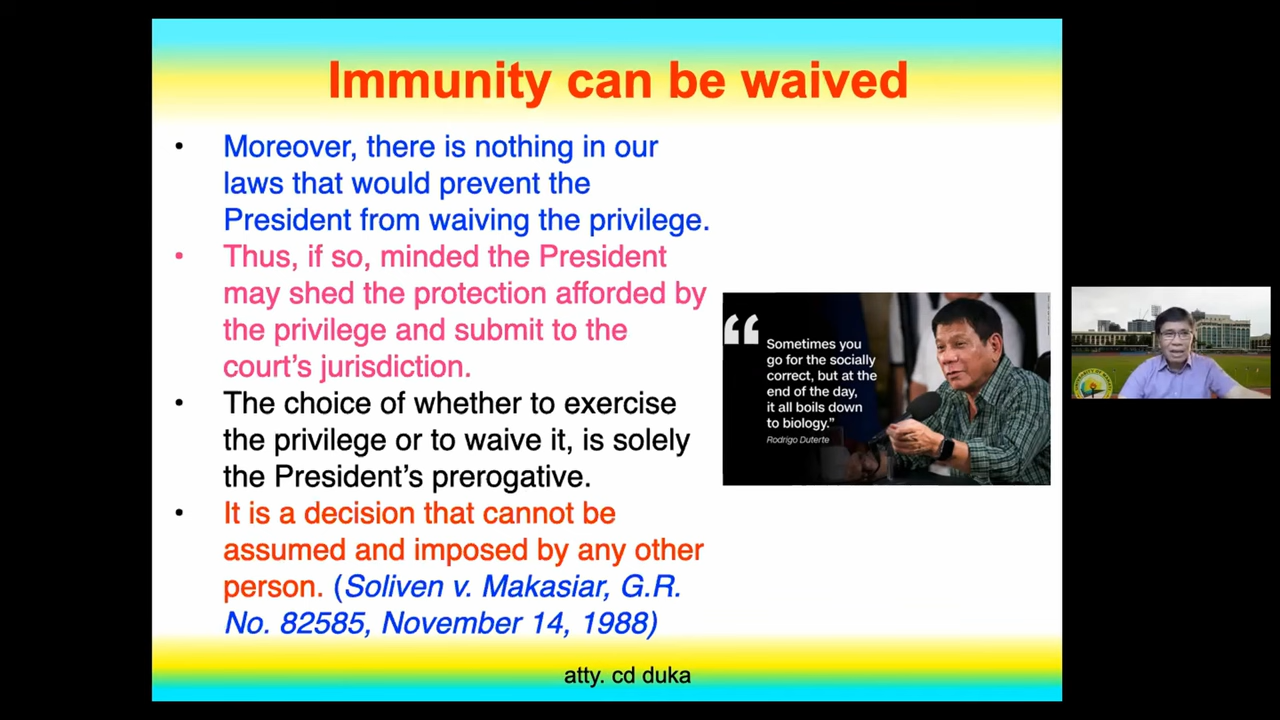 Immunity can be waived
• Moreover, there is nothing in our
laws that would prevent the
President from waiving the privilege.
• Thus, if so, minded the President
may shed the protection afforded by
the privilege and submit to the
court’s jurisdiction.
• The choice of whether to exercise
the privilege or to waive it, is solely
the President’s prerogative.
• It is a decision that cannot be
assumed and imposed by any other
person. (Soliven v. Makasiar, G.R.
No. 82585, November 14, 1988)
“
Sometimes you
go for the socially
correct, but at the
end of the day,
it all boils down
to biology.”
Rodrigo Duterte
atty. cd duka